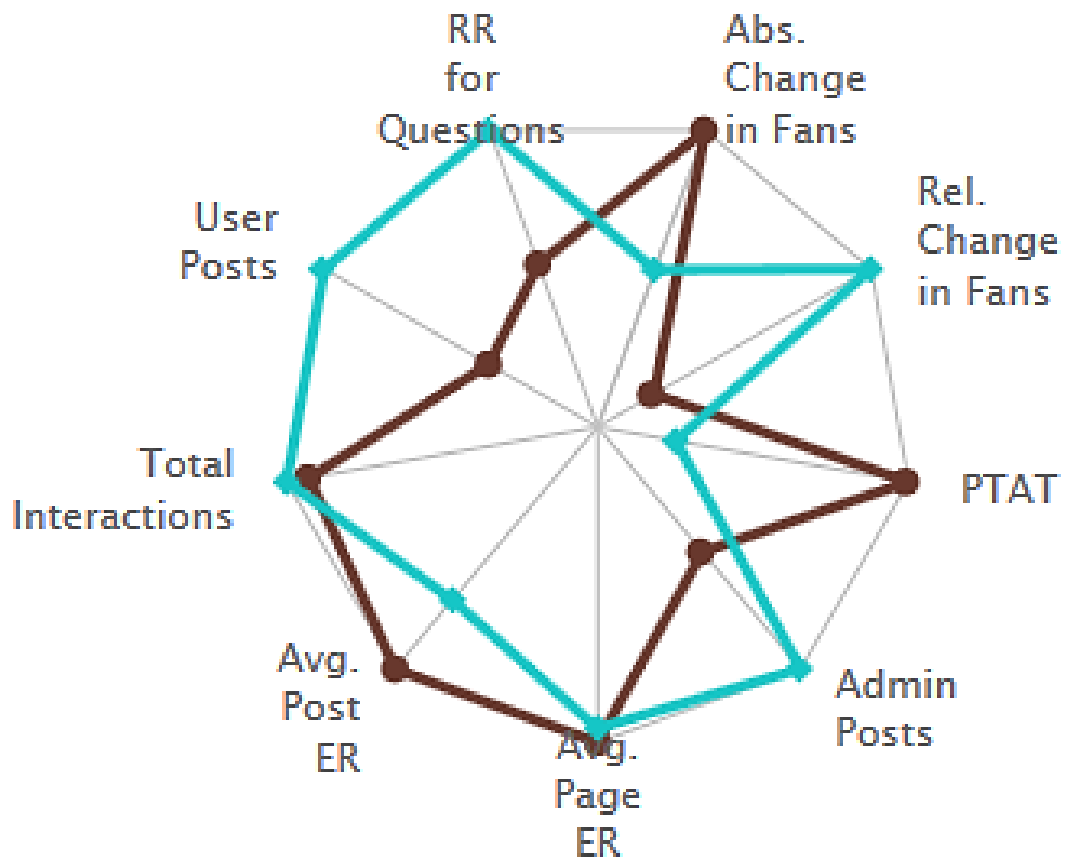 RR
for
Questions
Abs.
Change
in Fans
Rel.
Change
in Fans
PTAT
Admin
Posts
Avg.
Page
ER
Avg.
Post
ER
Total
Interactions
User
Posts